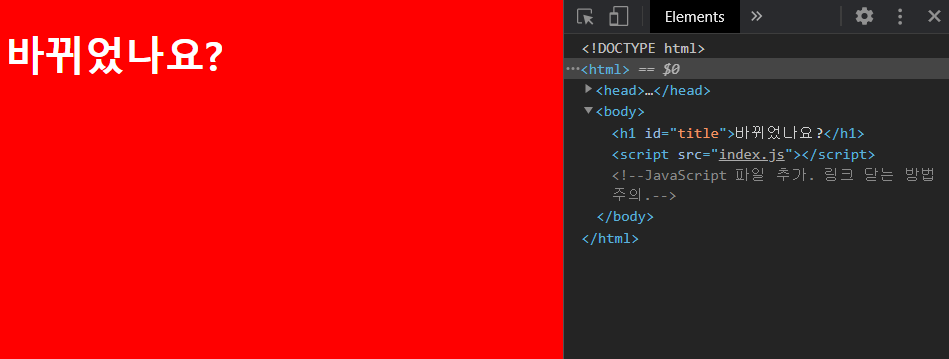 바뀌었나요?
Elements
<!DOCTYPE html>
…<html> == $0
<head>…</head>
<body>
<h1 id="title">바뀌었나요?</h1>
<script src="index.js"></script>
<!--JavaScript 파일 추가. 링크 닫는 방법
주의.-->
</body>
</html>